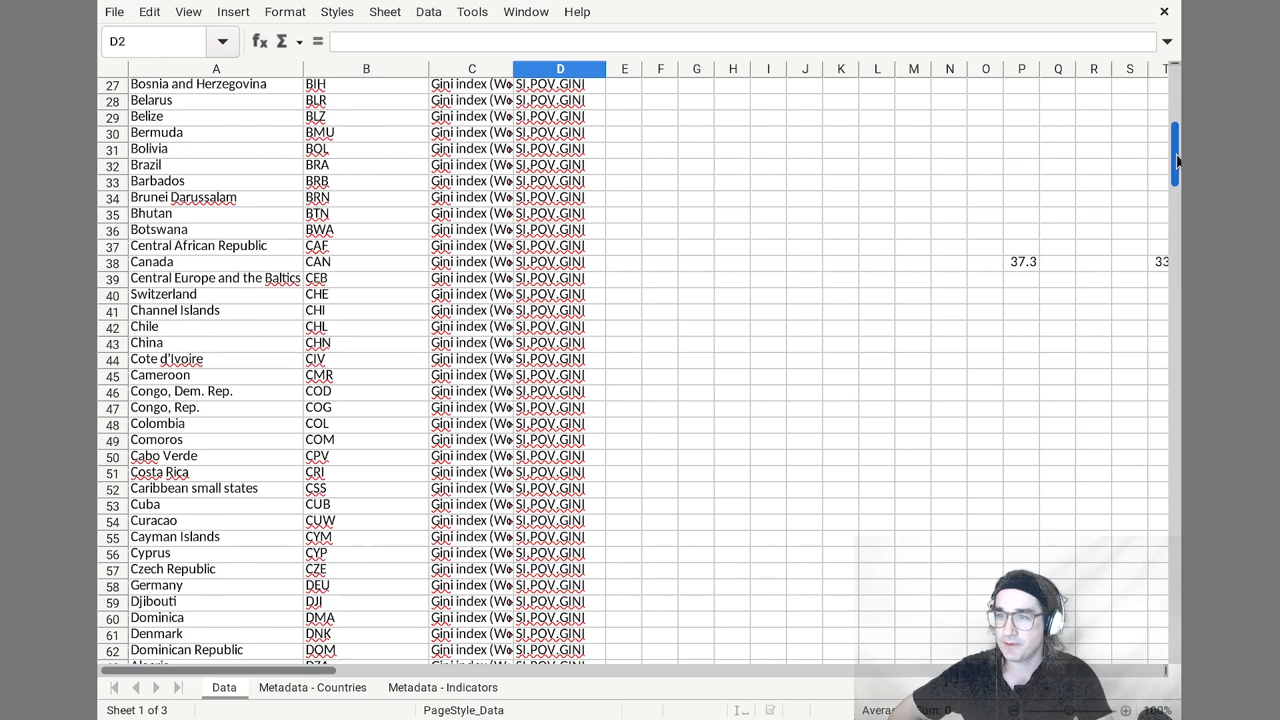 File Edit View Insert Format Styles Sheet Data Tools Window Help
D2
A B C D E F G H I J K L M N O P Q R S T
27 Bosnia and Herzegovina BIH Gini index (Wo SI.POV.GINI
28 Belarus BLR Gini index (Wo SI.POV.GINI
29 Belize BLZ Gini index (Wo SI.POV.GINI
30 Bermuda BMU Gini index (Wo SI.POV.GINI
31 Bolivia BOL Gini index (Wo SI.POV.GINI
32 Brazil BRA Gini index (Wo SI.POV.GINI
33 Barbados BRB Gini index (Wo SI.POV.GINI
34 Brunei Darussalam BRN Gini index (Wo SI.POV.GINI
35 Bhutan BTN Gini index (Wo SI.POV.GINI
36 Botswana BWA Gini index (Wo SI.POV.GINI
37 Central African Republic CAF Gini index (Wo SI.POV.GINI
38 Canada CAN Gini index (Wo SI.POV.GINI 37.3 33
39 Central Europe and the Baltics CEB Gini index (Wo SI.POV.GINI
40 Switzerland CHE Gini index (Wo SI.POV.GINI
41 Channel Islands CHI Gini index (Wo SI.POV.GINI
42 Chile CHL Gini index (Wo SI.POV.GINI
43 China CHN Gini index (Wo SI.POV.GINI
44 Cote d'Ivoire CIV Gini index (Wo SI.POV.GINI
45 Cameroon CMR Gini index (Wo SI.POV.GINI
46 Congo, Dem. Rep. COD Gini index (Wo SI.POV.GINI
47 Congo, Rep. COG Gini index (Wo SI.POV.GINI
48 Colombia COL Gini index (Wo SI.POV.GINI
49 Comoros COM Gini index (Wo SI.POV.GINI
50 Cabo Verde CPV Gini index (Wo SI.POV.GINI
51 Costa Rica CRI Gini index (Wo SI.POV.GINI
52 Caribbean small states CSS Gini index (Wo SI.POV.GINI
53 Cuba CUB Gini index (Wo SI.POV.GINI
54 Curacao CUW Gini index (Wo SI.POV.GINI
55 Cayman Islands CYM Gini index (Wo SI.POV.GINI
56 Cyprus CYP Gini index (Wo SI.POV.GINI
57 Czech Republic CZE Gini index (Wo SI.POV.GINI
58 Germany DEU Gini index (Wo SI.POV.GINI
59 Djibouti DJI Gini index (Wo SI.POV.GINI
60 Dominica DMA Gini index (Wo SI.POV.GINI
61 Denmark DNK Gini index (Wo SI.POV.GINI
62 Dominican Republic DOM Gini index (Wo SI.POV.GINI
Data Metadata - Countries Metadata - Indicators
Sheet 1 of 3 PageStyle_Data Averag Sum: 0 100%